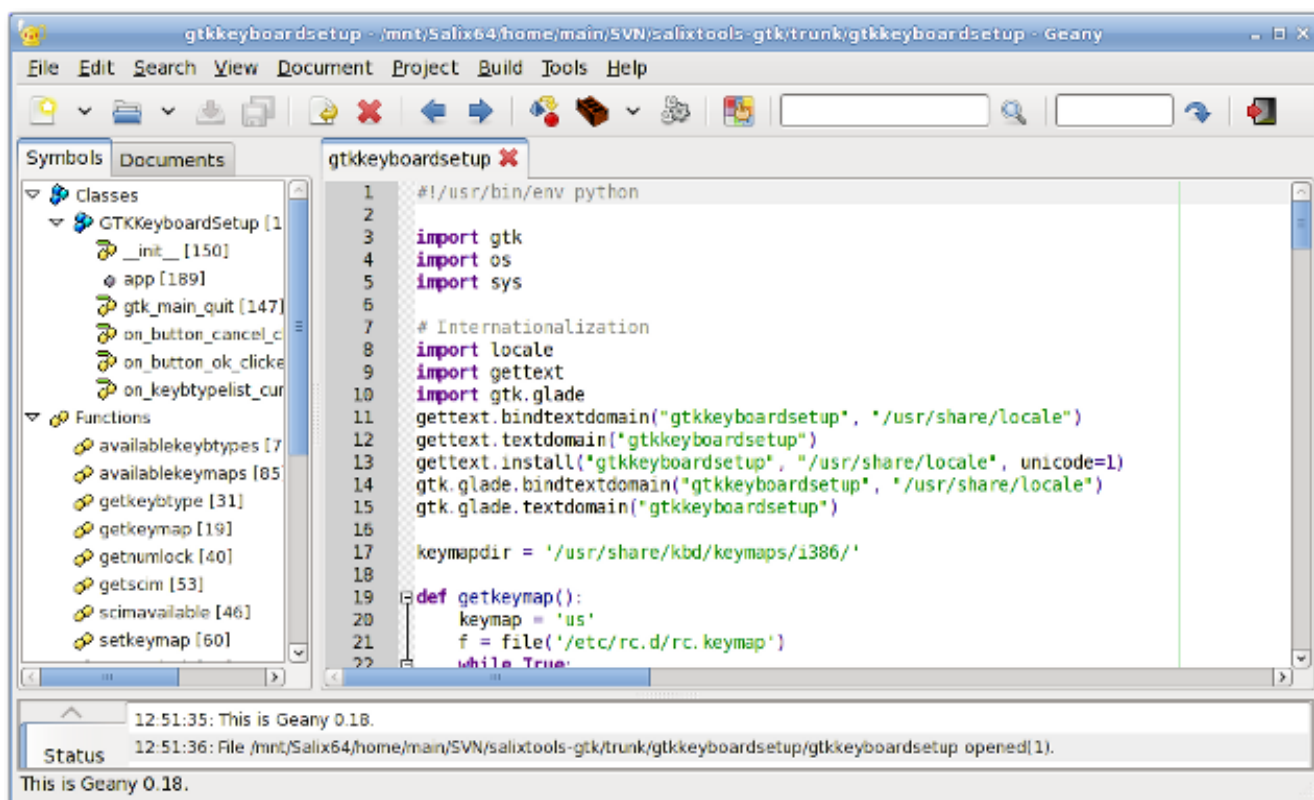 gtkkeyboardsetup - /mnt/Salix64/home/main/SVN/salixtools-gtk/trunk/gtkkeyboardsetup - Geany
File Edit Search View Document Project Build Tools Help
Symbols Documents
Classes
GTKKeyboardSetup [1
__init__ [150]
app [189]
gtk_main_quit [147]
on_button_cancel_c
on_button_ok_clicke
on_keybtypelist_cur
Functions
availablekeybtypes [7
availablekeymaps [85]
getkeybtype [31]
getkeymap [19]
getnumlock [40]
getscim [53]
scimavailable [46]
setkeymap [60]
gtkkeyboardsetup
1 #!/usr/bin/env python
2
3 import gtk
4 import os
5 import sys
6
7 # Internationalization
8 import locale
9 import gettext
10 import gtk.glade
11 gettext.bindtextdomain("gtkkeyboardsetup", "/usr/share/locale")
12 gettext.textdomain("gtkkeyboardsetup")
13 gettext.install("gtkkeyboardsetup", "/usr/share/locale", unicode=1)
14 gtk.glade.bindtextdomain("gtkkeyboardsetup", "/usr/share/locale")
15 gtk.glade.textdomain("gtkkeyboardsetup")
16
17 keymapdir = '/usr/share/kbd/keymaps/i386/'
18
19 def getkeymap():
20 keymap = 'us'
21 f = file('/etc/rc.d/rc.keymap')
22 while True:
12:51:35: This is Geany 0.18.
Status
12:51:36: File /mnt/Salix64/home/main/SVN/salixtools-gtk/trunk/gtkkeyboardsetup/gtkkeyboardsetup opened(1).
This is Geany 0.18.